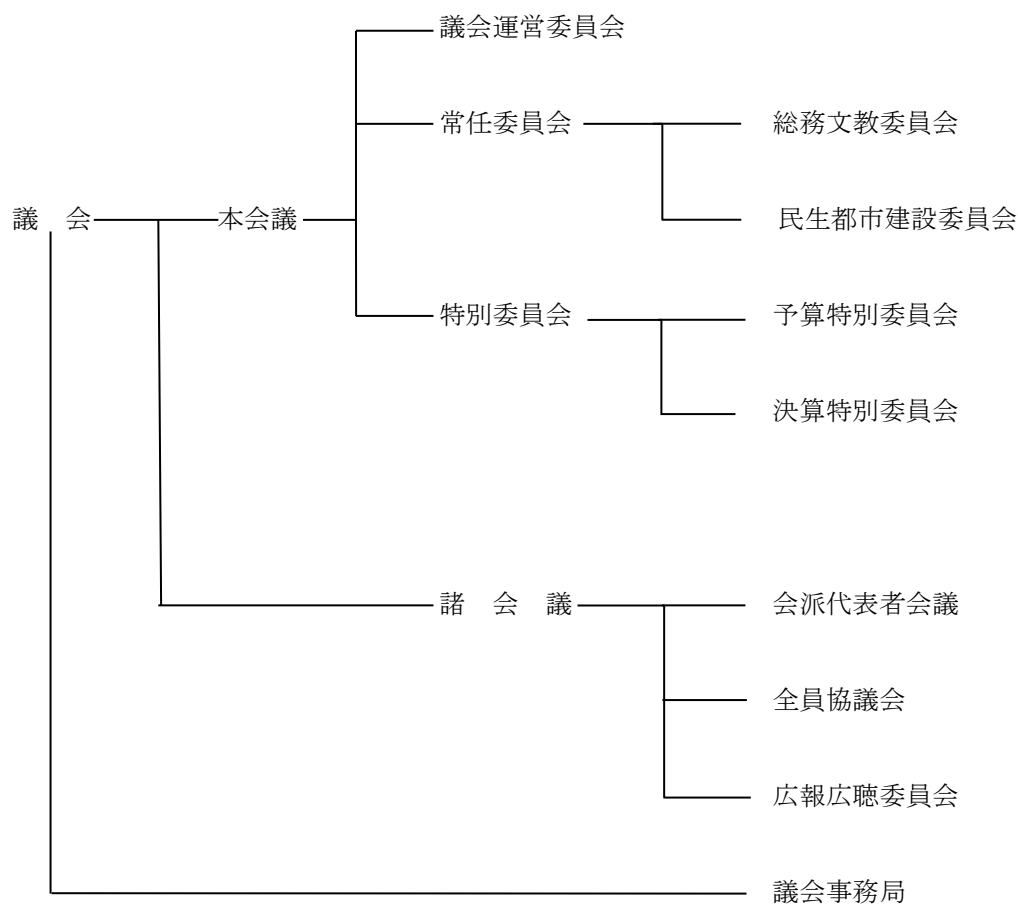 議会運営委員会
常任委員会 総務文教委員会
議　会 本会議 民生都市建設委員会
特別委員会 予算特別委員会
決算特別委員会
諸　会　議 会派代表者会議
全員協議会
広報広聴委員会
議会事務局